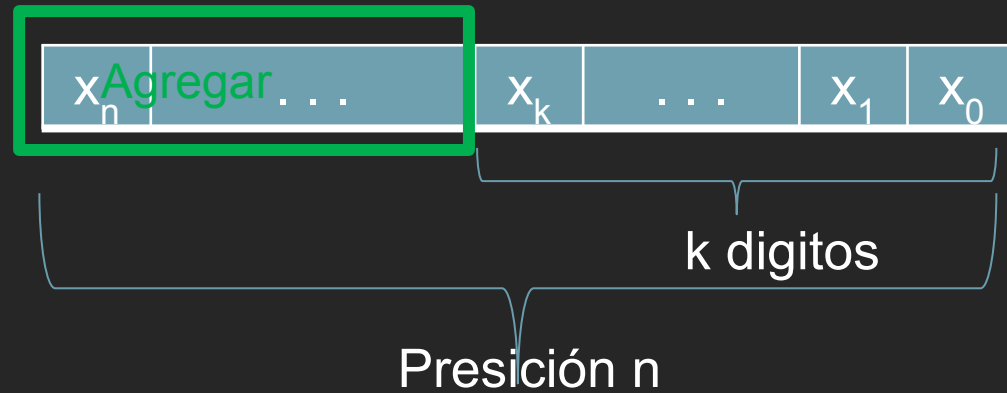 xₙ Agregar . . . xₖ . . . x₁ x₀
k digitos
Presición n